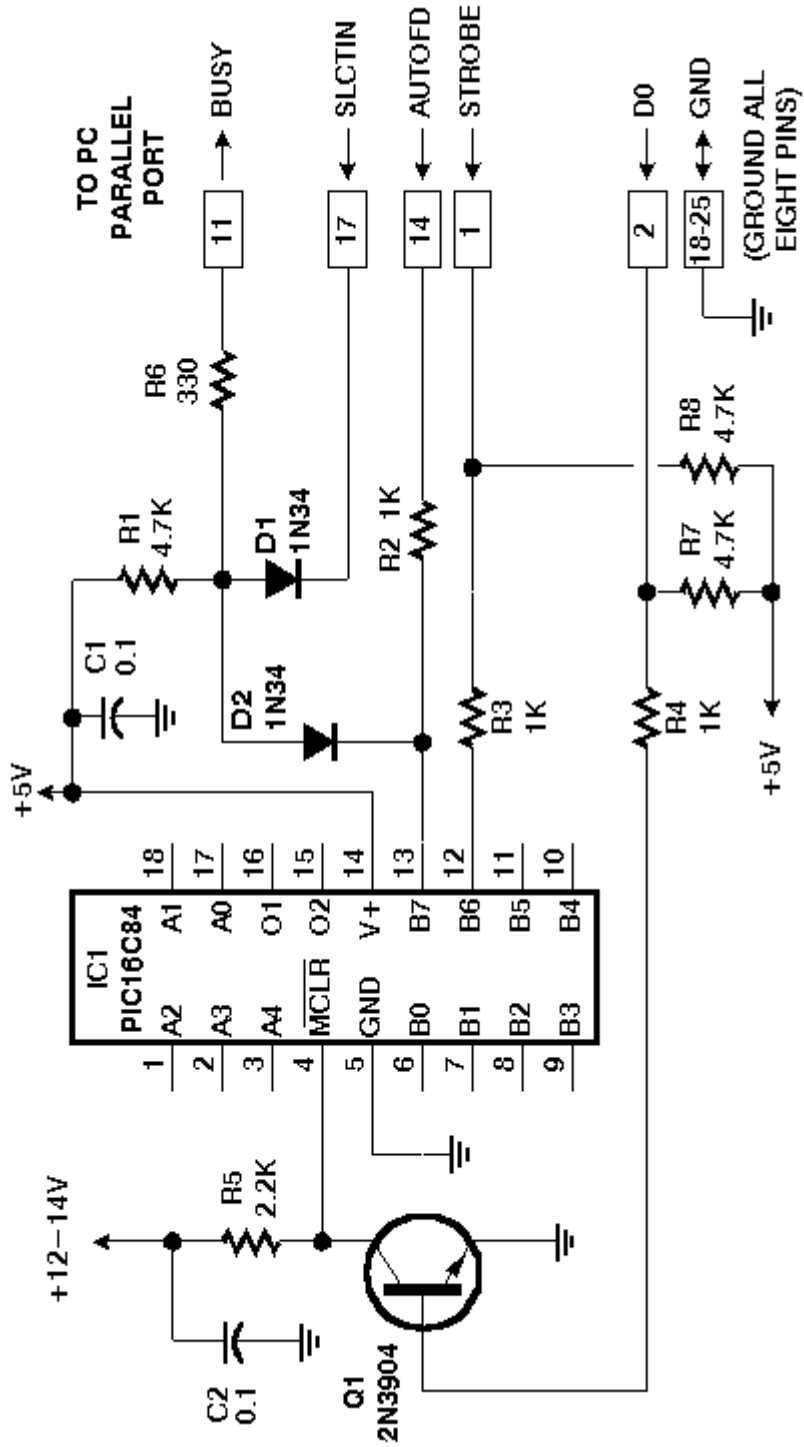 +12–14V
C2
0.1
R5
2.2K
Q1
2N3904
IC1
PIC16C84
1 A2 A1 18
2 A3 A0 17
3 A4 O1 16
4 MCLR O2 15
5 GND V+ 14
6 B0 B7 13
7 B1 B6 12
8 B2 B5 11
9 B3 B4 10
+5V
C1
0.1
R1
4.7K
D2
1N34
D1
1N34
R6
330
R2 1K
R3
1K
R4
1K
R7
4.7K
R8
4.7K
+5V
TO PC
PARALLEL
PORT
11 BUSY
17 SLCTIN
14 AUTOFD
1 STROBE
2 D0
18-25 GND
(GROUND ALL
EIGHT PINS)